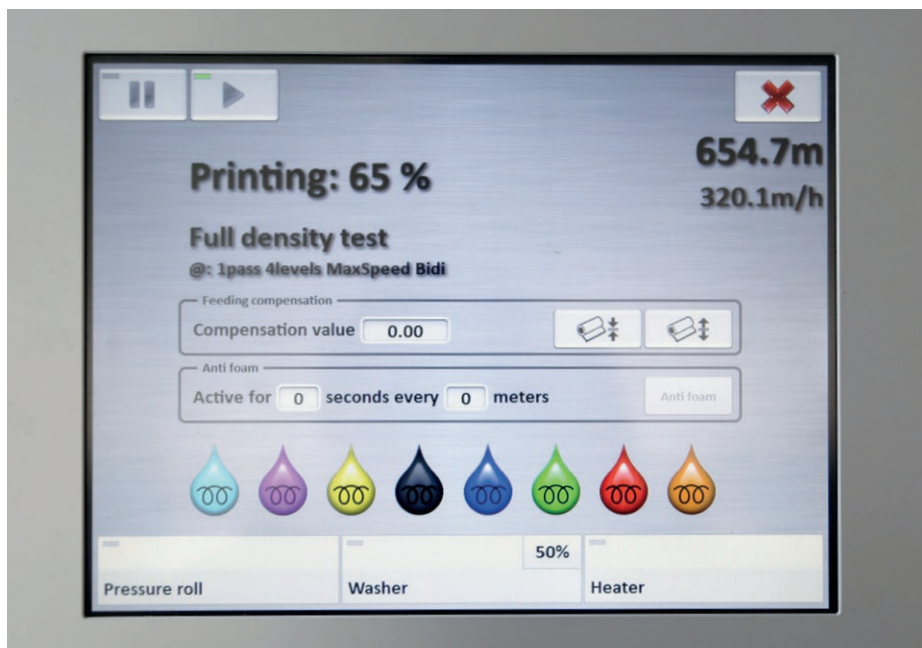 654.7m
Printing: 65 %
320.1m/h
Full density test
@: 1pass 4levels MaxSpeed Bidi
Feeding compensation
Compensation value 0.00
Anti foam
Active for 0 seconds every 0 meters Anti foam
50%
Pressure roll Washer Heater